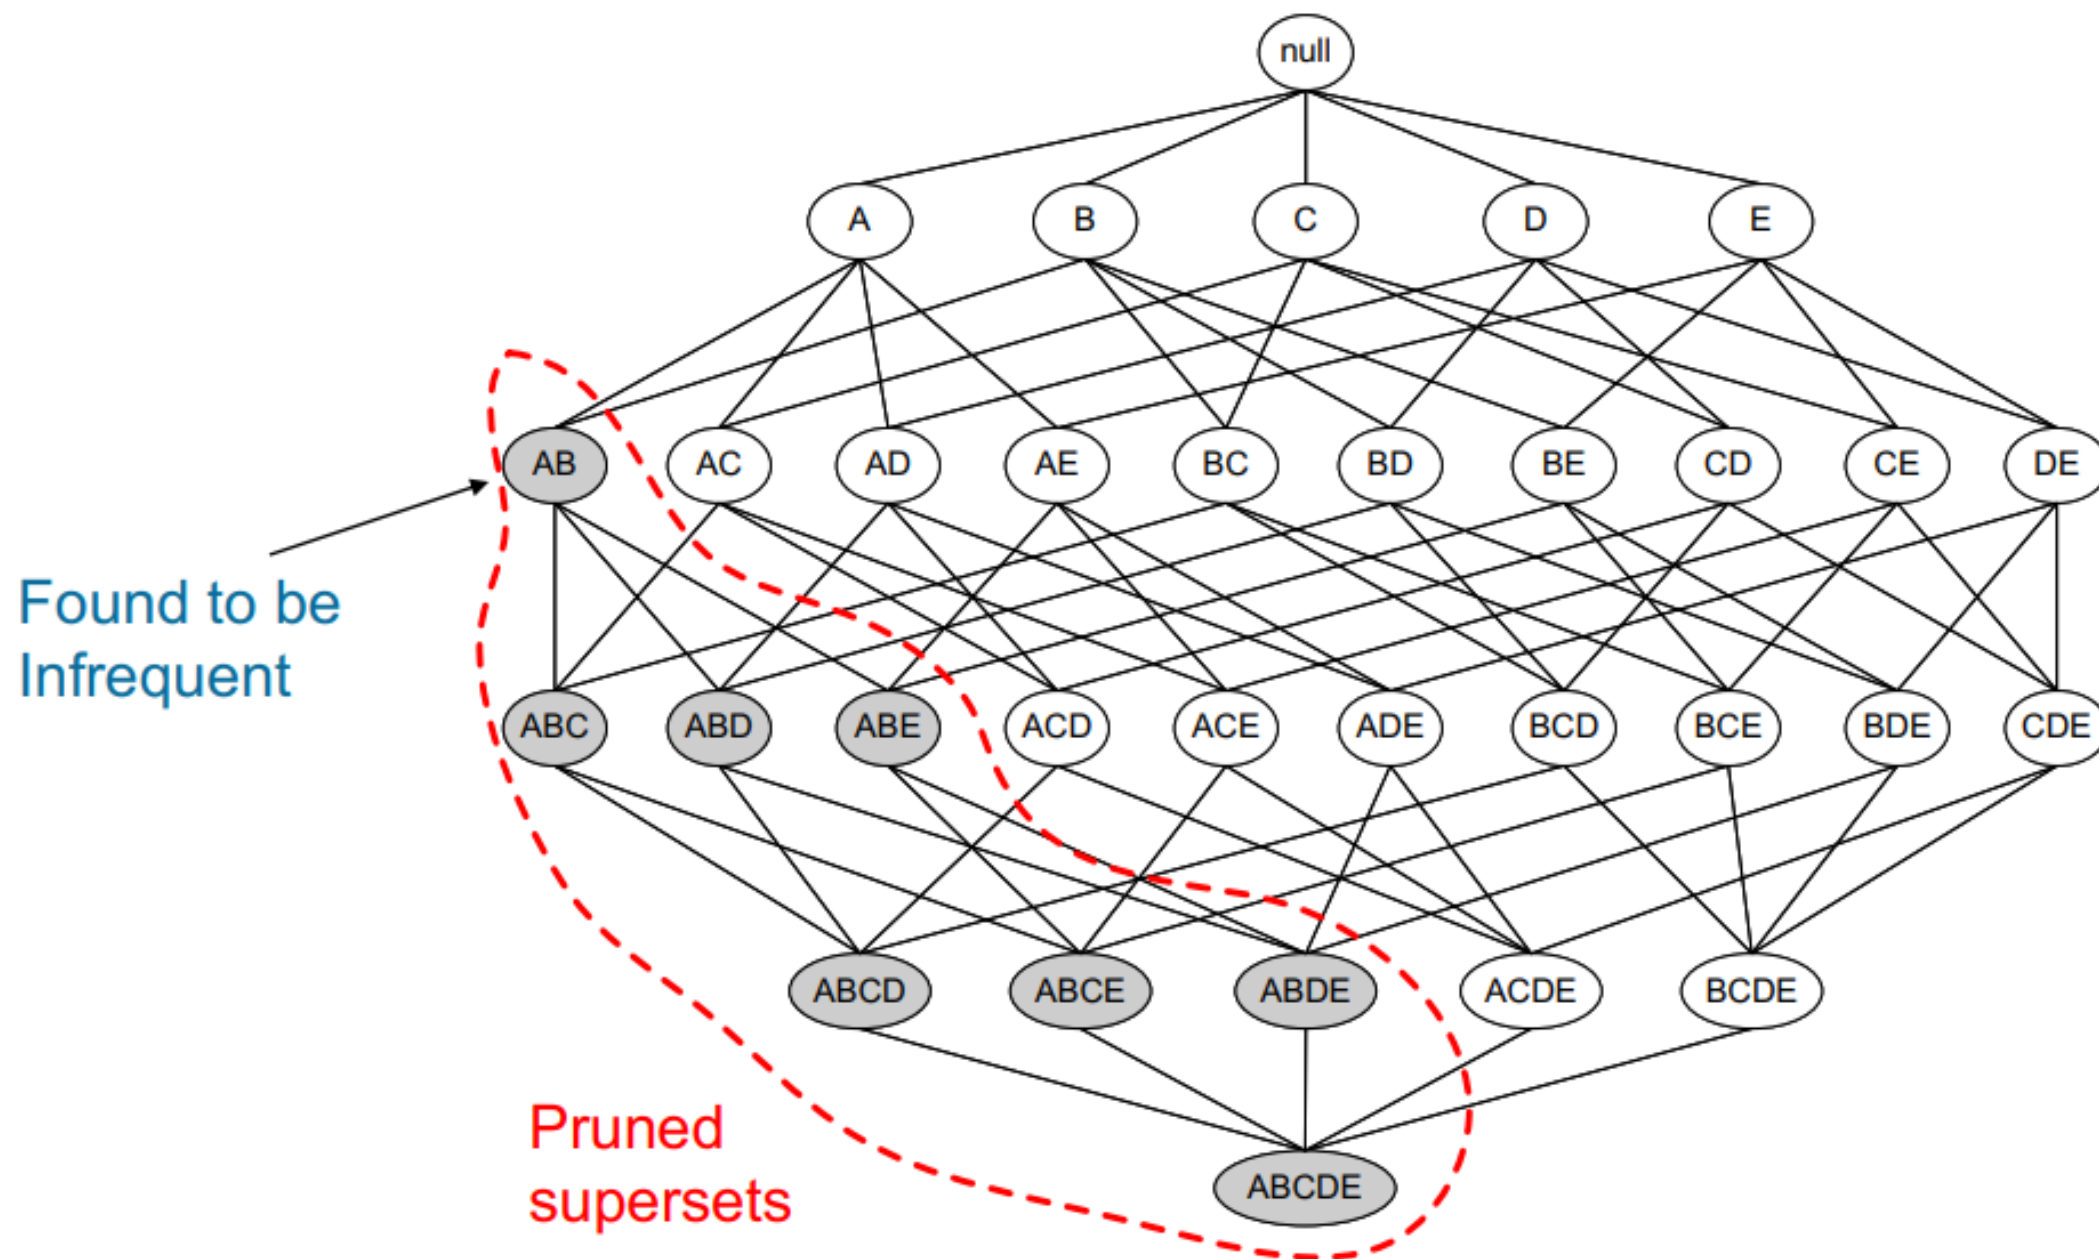 null
A B C D E
AB AC AD AE BC BD BE CD CE DE
Found to be
Infrequent
ABC ABD ABE ACD ACE ADE BCD BCE BDE CDE
ABCD ABCE ABDE ACDE BCDE
Pruned
supersets
ABCDE